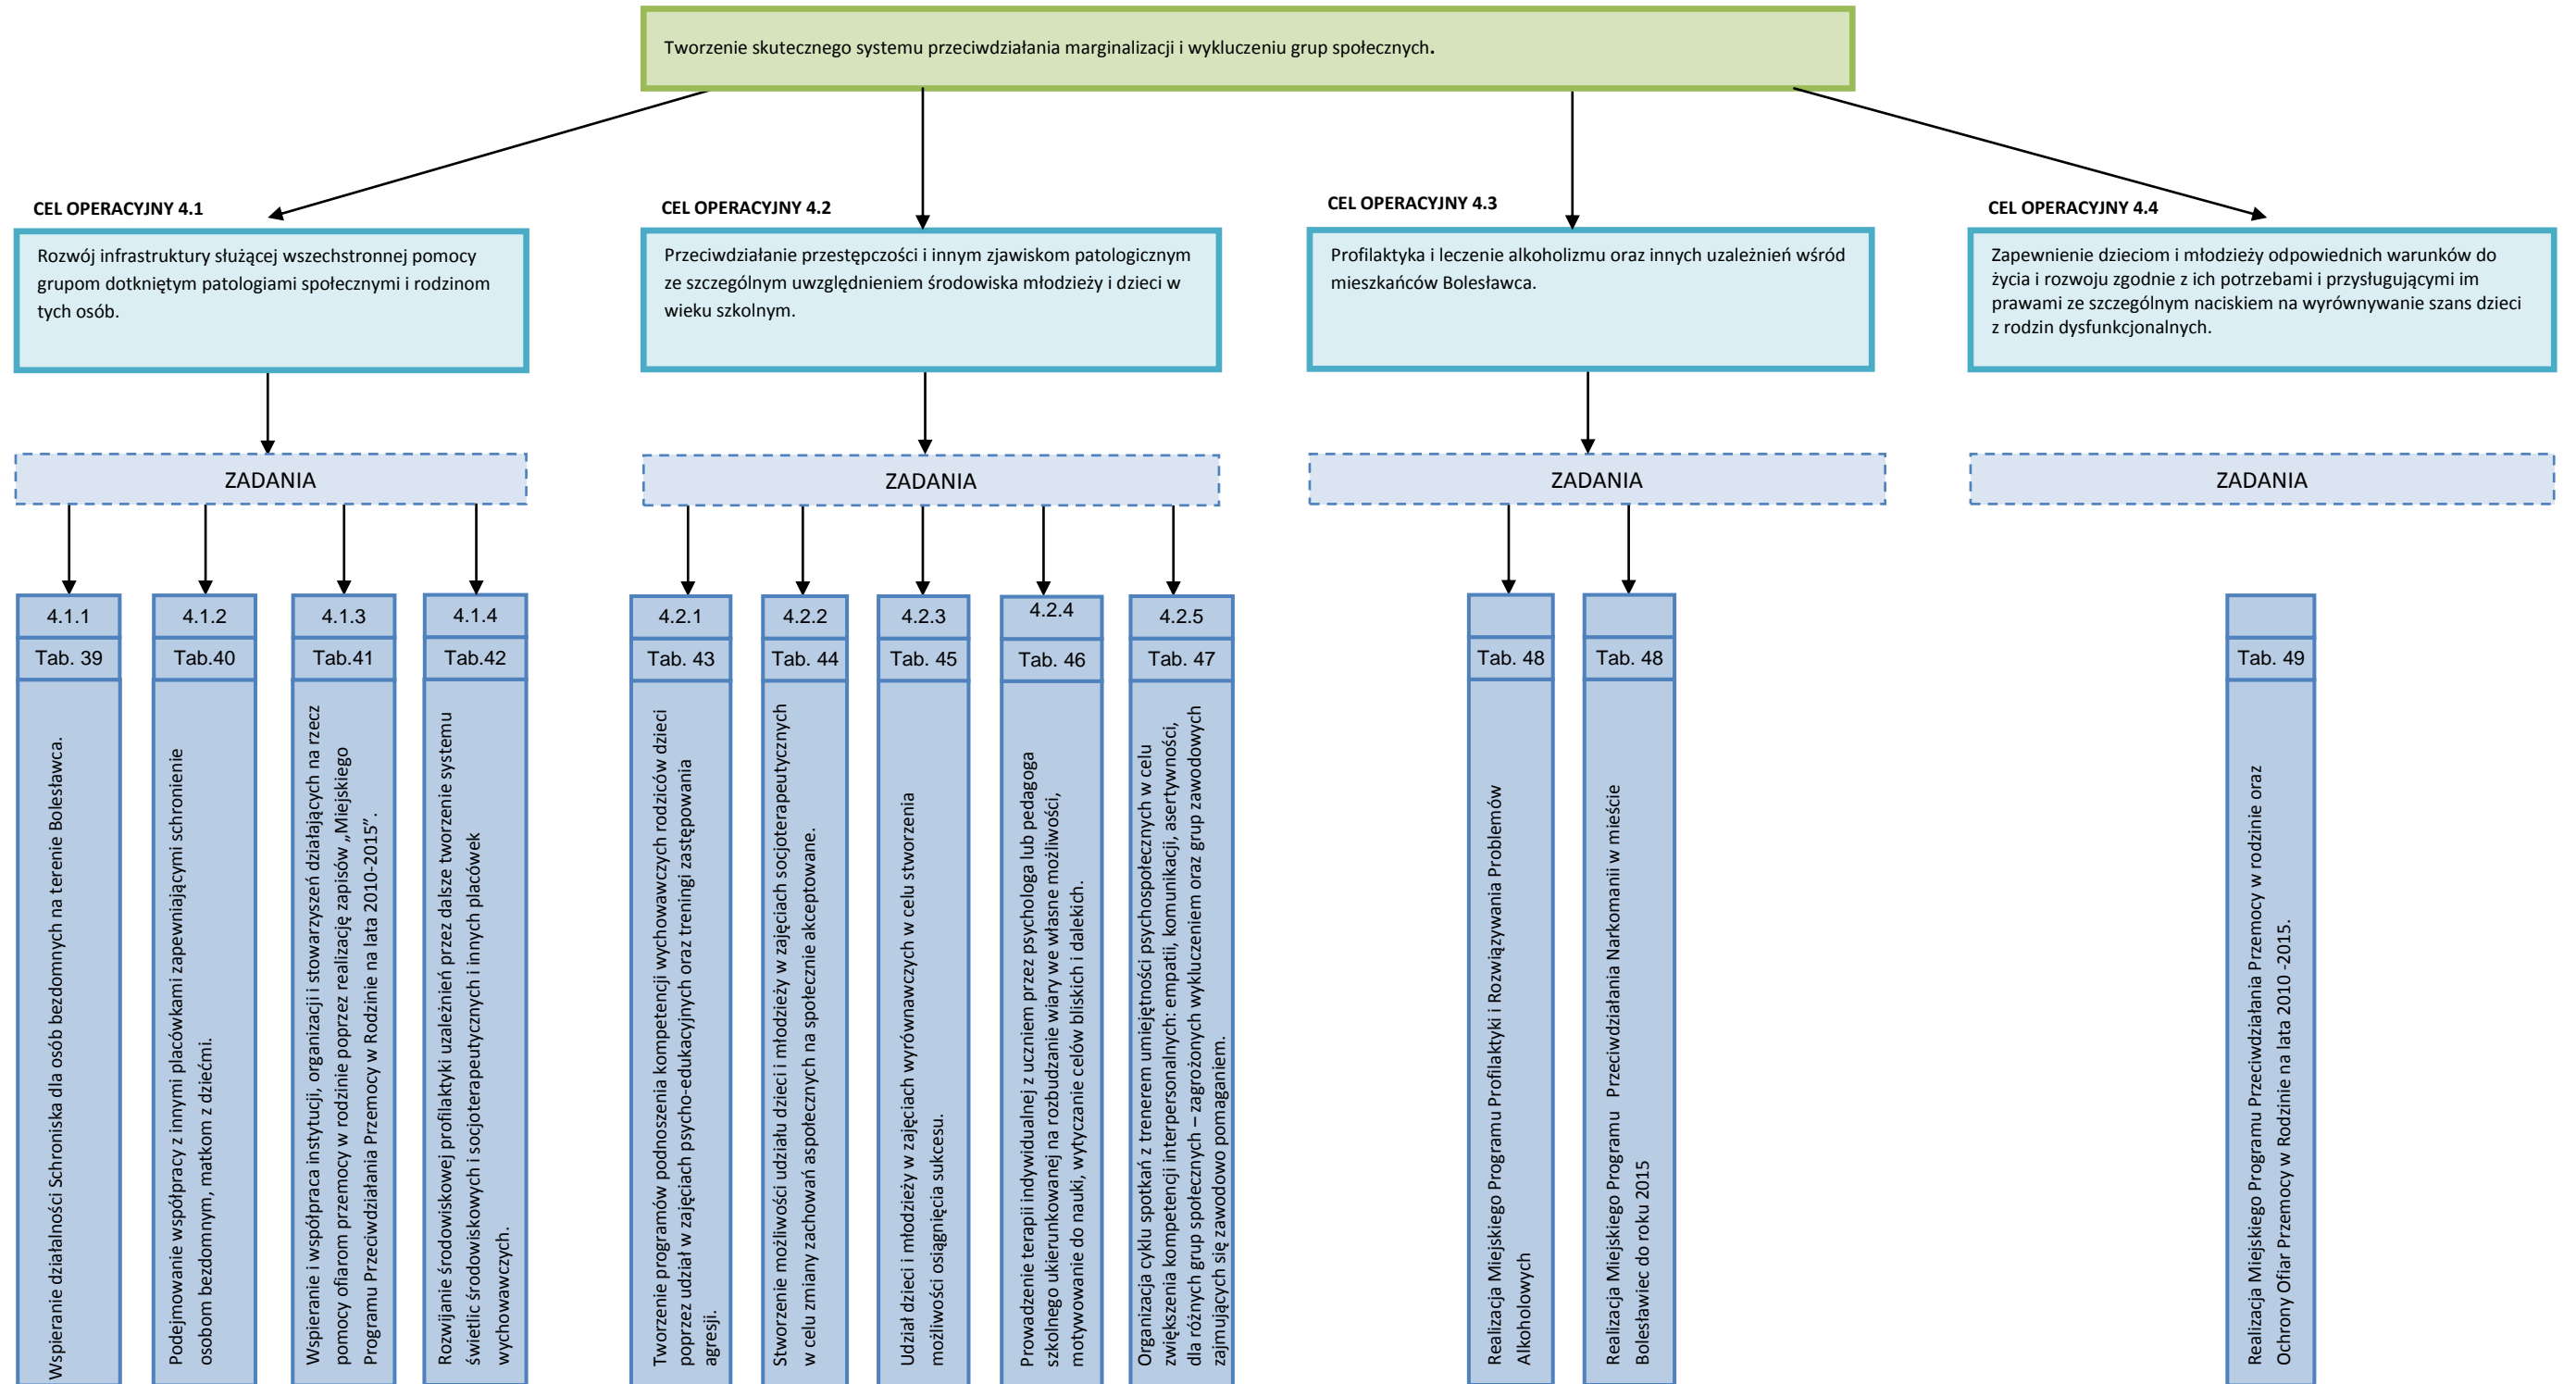 Tworzenie skutecznego systemu przeciwdziałania marginalizacji i wykluczeniu grup społecznych.
CEL OPERACYJNY 4.1
Rozwój infrastruktury służącej wszechstronnej pomocy
grupom dotkniętym patologiami społecznymi i rodzinom
tych osób.
CEL OPERACYJNY 4.2
Przeciwdziałanie przestępczości i innym zjawiskom patologicznym
ze szczególnym uwzględnieniem środowiska młodzieży i dzieci w
wieku szkolnym.
CEL OPERACYJNY 4.3
Profilaktyka i leczenie alkoholizmu oraz innych uzależnień wśród
mieszkańców Bolesławca.
CEL OPERACYJNY 4.4
Zapewnienie dzieciom i młodzieży odpowiednich warunków do
życia i rozwoju zgodnie z ich potrzebami i przysługującymi im
prawami ze szczególnym naciskiem na wyrównywanie szans dzieci
z rodzin dysfunkcjonalnych.
ZADANIA
ZADANIA
ZADANIA
ZADANIA
4.1.1
Tab. 39
Wspieranie działalności Schroniska dla osób bezdomnych na terenie Bolesławca.
4.1.2
Tab.40
Podejmowanie współpracy z innymi placówkami zapewniającymi schronienie
osobom bezdomnym, matkom z dziećmi.
4.1.3
Tab.41
Wspieranie i współpraca instytucji, organizacji i stowarzyszeń działających na rzecz
pomocy ofiarom przemocy w rodzinie poprzez realizację zapisów „Miejskiego
Programu Przeciwdziałania Przemocy w Rodzinie na lata 2010-2015”.
4.1.4
Tab.42
Rozwijanie środowiskowej profilaktyki uzależnień przez dalsze tworzenie systemu
świetlic środowiskowych i socjoterapeutycznych i innych placówek
wychowawczych.
4.2.1
Tab. 43
Tworzenie programów podnoszenia kompetencji wychowawczych rodziców dzieci
poprzez udział w zajęciach psycho-edukacyjnych oraz treningi zastępowania
agresji.
4.2.2
Tab. 44
Stworzenie możliwości udziału dzieci i młodzieży w zajęciach socjoterapeutycznych
w celu zmiany zachowań aspołecznych na społecznie akceptowane.
4.2.3
Tab. 45
Udział dzieci i młodzieży w zajęciach wyrównawczych w celu stworzenia
możliwości osiągnięcia sukcesu.
4.2.4
Tab. 46
Prowadzenie terapii indywidualnej z uczniem przez psychologa lub pedagoga
szkolnego ukierunkowanej na rozbudzanie wiary we własne możliwości,
motywowanie do nauki, wytyczanie celów bliskich i dalekich.
4.2.5
Tab. 47
Organizacja cyklu spotkań z trenerem umiejętności psychospołecznych w celu
zwiększenia kompetencji interpersonalnych: empatii, komunikacji, asertywności,
dla różnych grup społecznych – zagrożonych wykluczeniem oraz grup zawodowych
zajmujących się zawodowo pomaganiem.
Tab. 48
Realizacja Miejskiego Programu Profilaktyki i Rozwiązywania Problemów
Alkoholowych
Tab. 48
Realizacja Miejskiego Programu Przeciwdziałania Narkomanii w mieście
Bolesławiec do roku 2015
Tab. 49
Realizacja Miejskiego Programu Przeciwdziałania Przemocy w rodzinie oraz
Ochrony Ofiar Przemocy w Rodzinie na lata 2010 -2015.